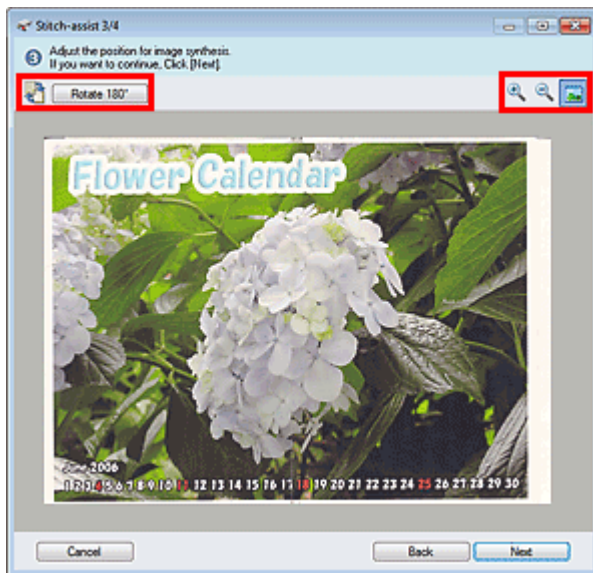 Stitch-assist 3/4
3 Adjust the position for image synthesis.
If you want to continue, Click [Next].
Rotate 180°
Flower Calendar
June, 2006
1 2 3 4 5 6 7 8 9 10 11 12 13 14 15 16 17 18 19 20 21 22 23 24 25 26 27 28 29 30
Cancel
Back
Next